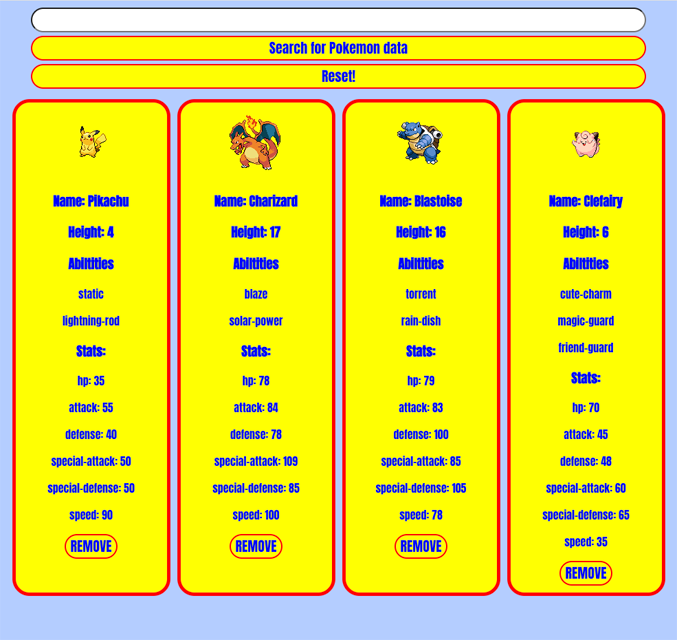 Search for Pokemon data
Reset!
Name: Pikachu
Height: 4
Abiltities
static
lightning-rod
Stats:
hp: 35
attack: 55
defense: 40
special-attack: 50
special-defense: 50
speed: 90
REMOVE
Name: Charizard
Height: 17
Abiltities
blaze
solar-power
Stats:
hp: 78
attack: 84
defense: 78
special-attack: 109
special-defense: 85
speed: 100
REMOVE
Name: Blastoise
Height: 16
Abiltities
torrent
rain-dish
Stats:
hp: 79
attack: 83
defense: 100
special-attack: 85
special-defense: 105
speed: 78
REMOVE
Name: Clefairy
Height: 6
Abiltities
cute-charm
magic-guard
friend-guard
Stats:
hp: 70
attack: 45
defense: 48
special-attack: 60
special-defense: 65
speed: 35
REMOVE